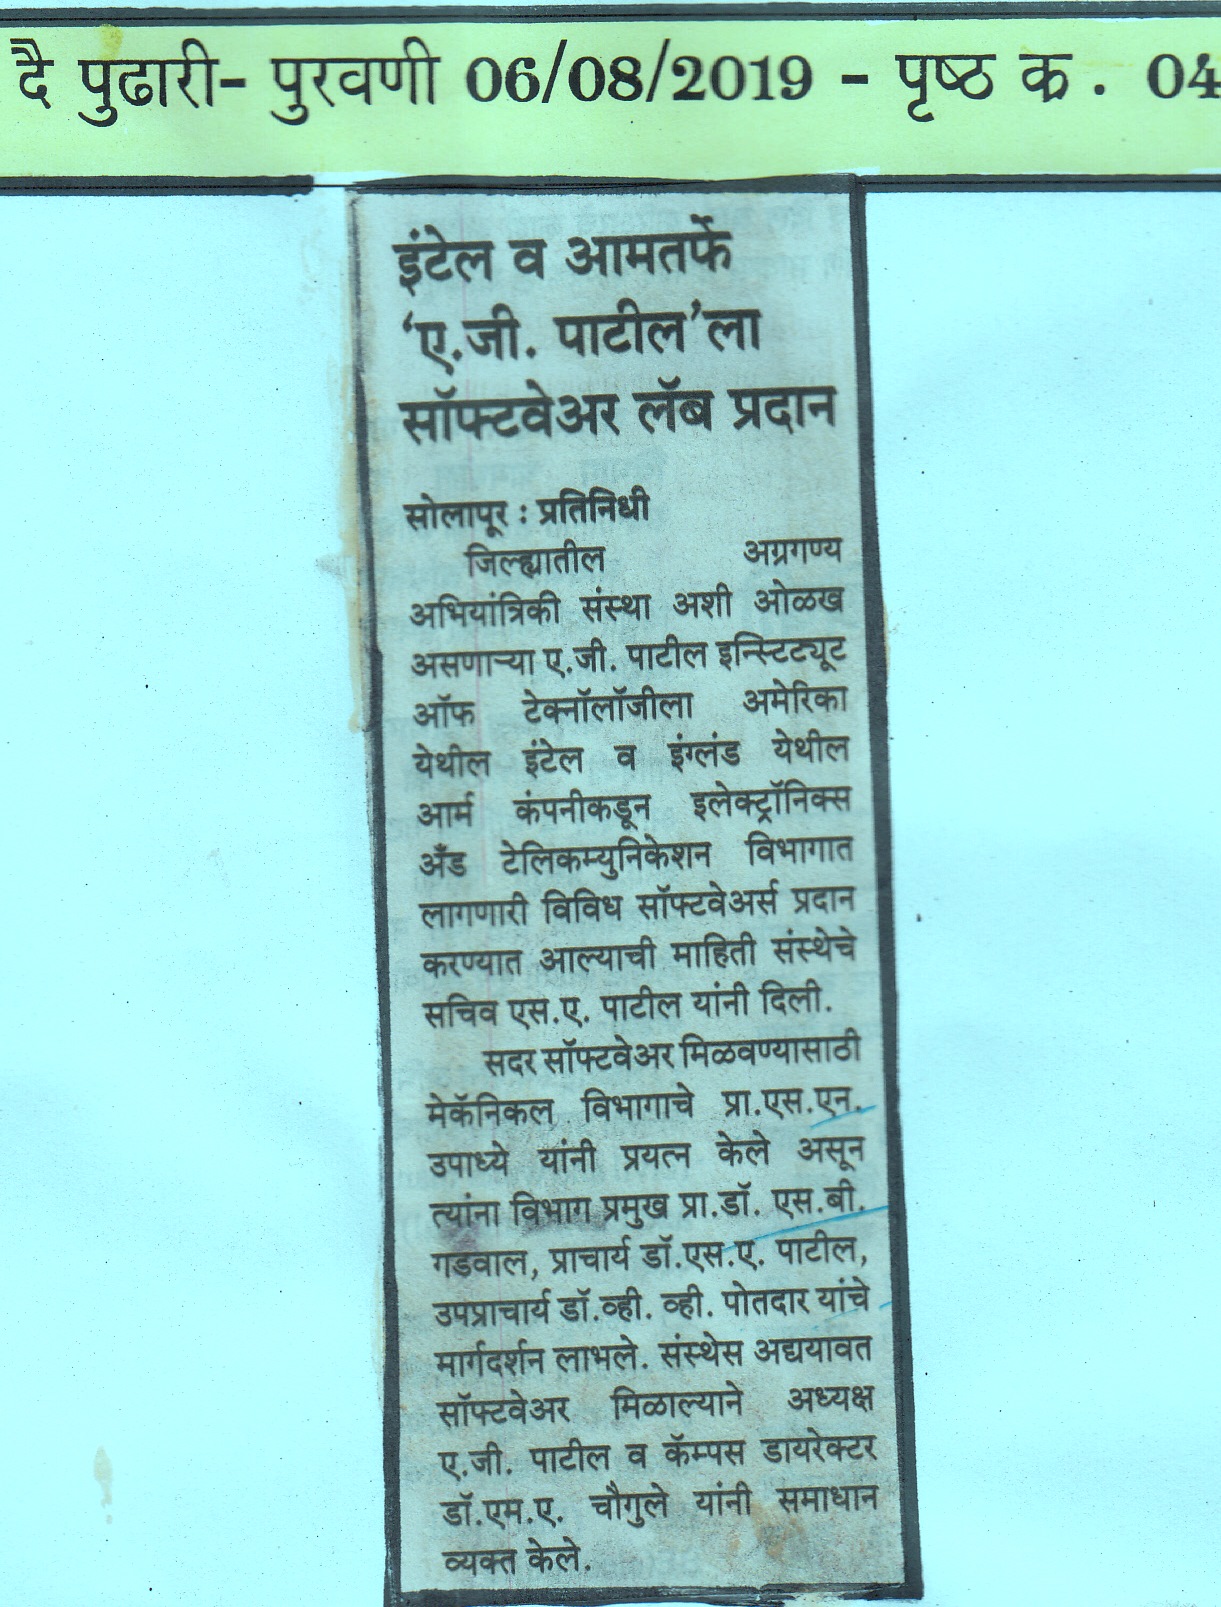 दै पुढारी- पुरवणी 06/08/2019 - पृष्ठ क्र . 04
इंटेल व आमतर्फे
‘ए.जी. पाटील’ला
सॉफ्टवेअर लॅब प्रदान
सोलापूर : प्रतिनिधी
जिल्ह्यातील अग्रगण्य
अभियांत्रिकी संस्था अशी ओळख
असणाऱ्या ए.जी. पाटील इन्स्टिट्यूट
ऑफ टेक्नॉलॉजीला अमेरिका
येथील इंटेल व इंग्लंड येथील
आर्म कंपनीकडून इलेक्ट्रॉनिक्स
अँड टेलिकम्युनिकेशन विभागात
लागणारी विविध सॉफ्टवेअर्स प्रदान
करण्यात आल्याची माहिती संस्थेचे
सचिव एस.ए. पाटील यांनी दिली.
सदर सॉफ्टवेअर मिळवण्यासाठी
मेकॅनिकल विभागाचे प्रा.एस.एन.
उपाध्ये यांनी प्रयत्न केले असून
त्यांना विभाग प्रमुख प्रा.डॉ. एस.बी.
गडवाल, प्राचार्य डॉ.एस.ए. पाटील,
उपप्राचार्य डॉ.व्ही. व्ही. पोतदार यांचे
मार्गदर्शन लाभले. संस्थेस अद्ययावत
सॉफ्टवेअर मिळाल्याने अध्यक्ष
ए.जी. पाटील व कॅम्पस डायरेक्टर
डॉ.एम.ए. चौगुले यांनी समाधान
व्यक्त केले.